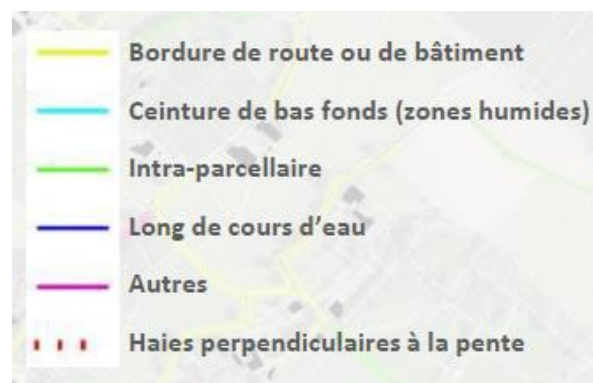 Bordure de route ou de bâtiment
Ceinture de bas fonds (zones humides)
Intra-parcellaire
Long de cours d’eau
Autres
Haies perpendiculaires à la pente